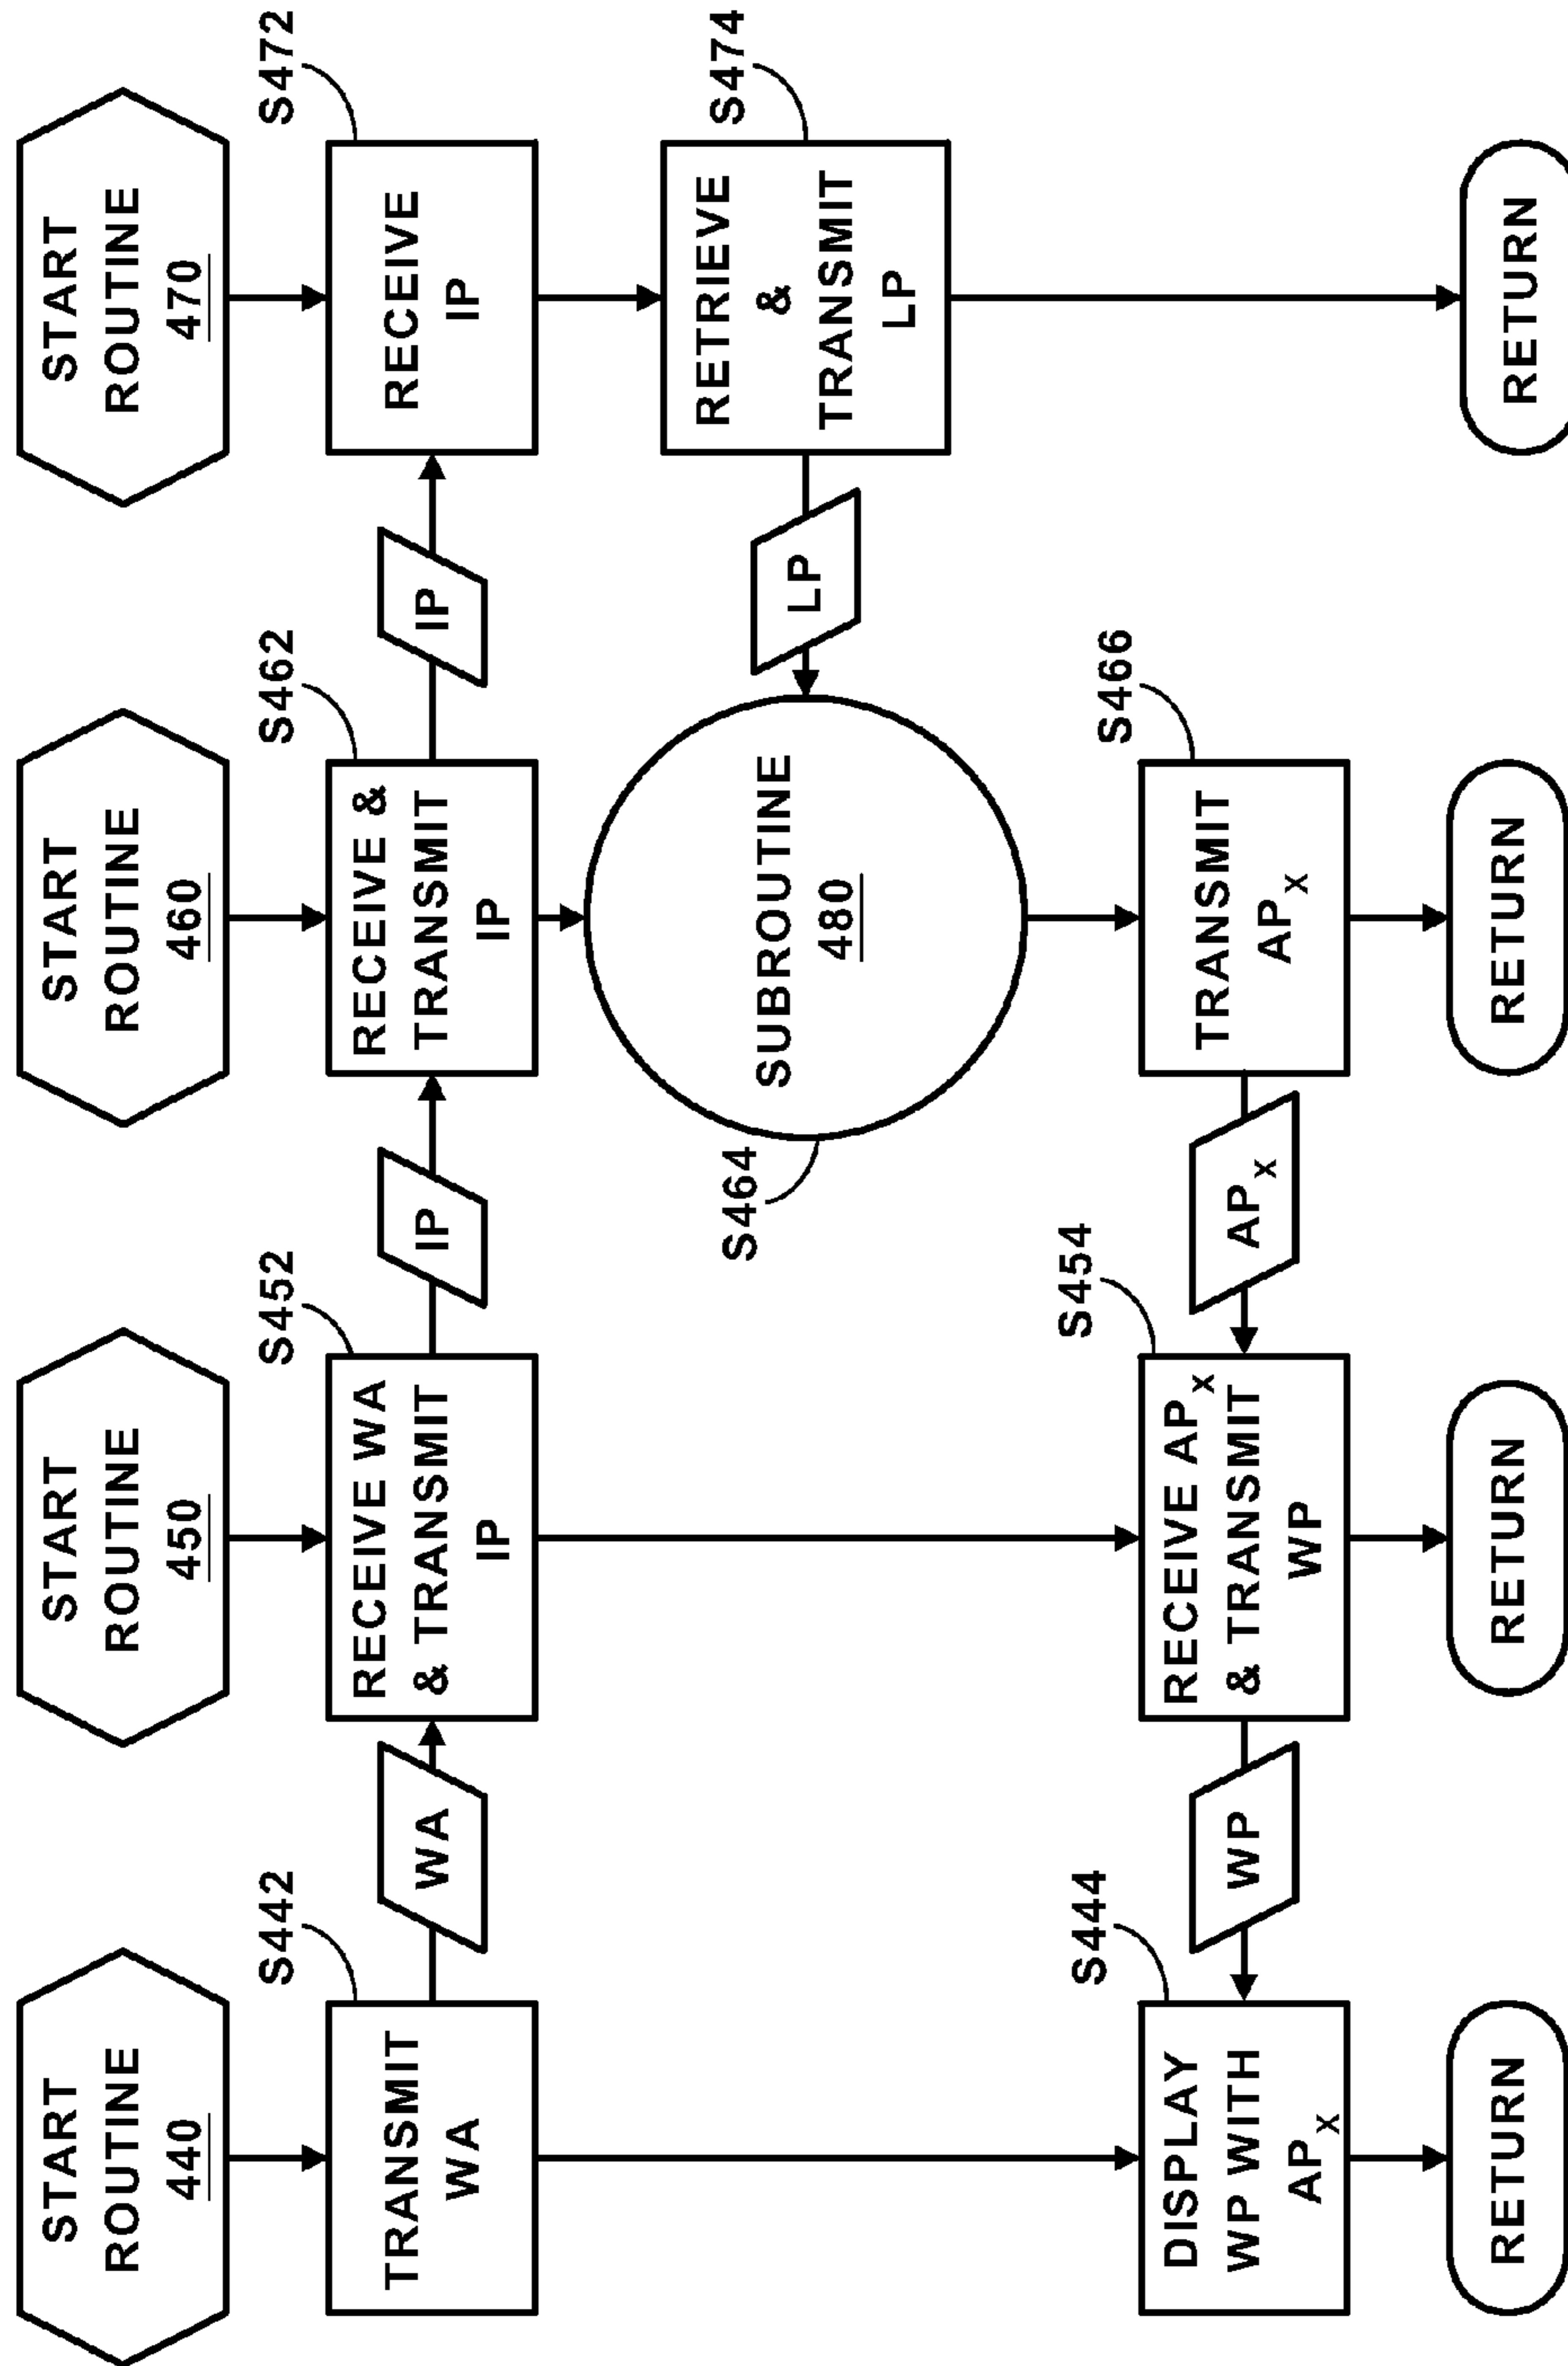 START
ROUTINE
440
S442
TRANSMIT
WA
WA
S444
DISPLAY
WP WITH
APX
RETURN
START
ROUTINE
450
S452
RECEIVE WA
& TRANSMIT
IP
IP
S454
RECEIVE APX
& TRANSMIT
WP
WP
RETURN
START
ROUTINE
460
S462
RECEIVE &
TRANSMIT
IP
IP
S464
SUBROUTINE
480
S466
TRANSMIT
APX
APX
RETURN
START
ROUTINE
470
S472
RECEIVE
IP
S474
RETRIEVE
&
TRANSMIT
LP
LP
RETURN